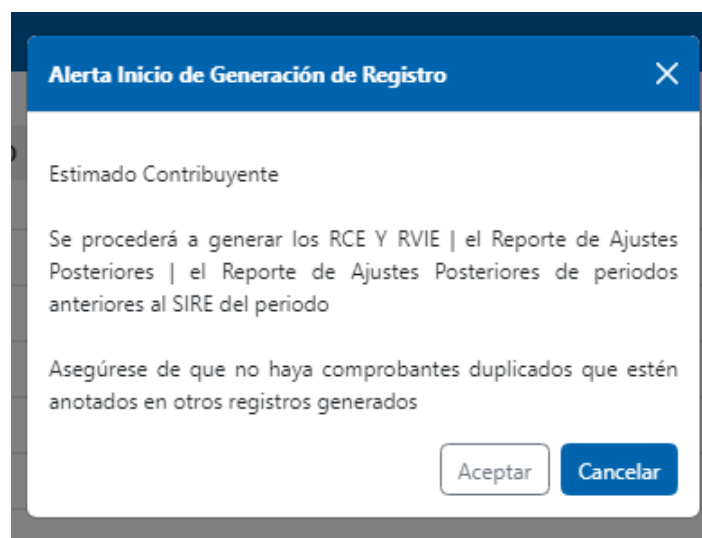 Alerta Inicio de Generación de Registro
Estimado Contribuyente
Se procederá a generar los RCE Y RVIE | el Reporte de Ajustes
Posteriores | el Reporte de Ajustes Posteriores de periodos
anteriores al SIRE del periodo
Asegúrese de que no haya comprobantes duplicados que estén
anotados en otros registros generados
Aceptar Cancelar